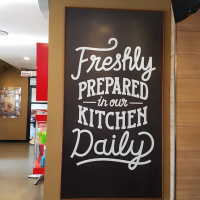 Freshly
PREPARED
in our
KITCHEN
Daily